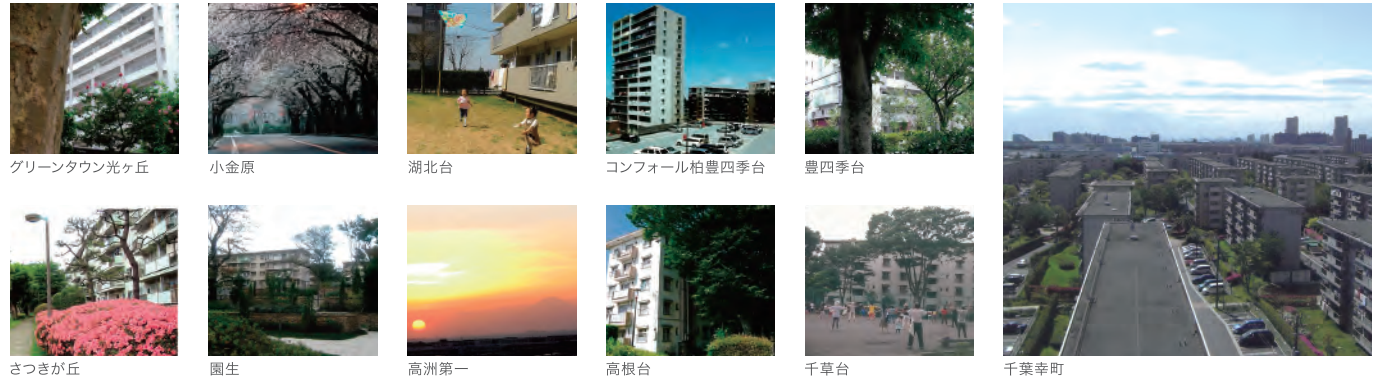 グリーンタウン光ヶ丘
小金原
湖北台
コンフォール柏豊四季台
豊四季台
さつきが丘
園生
高洲第一
高根台
千草台
千葉幸町